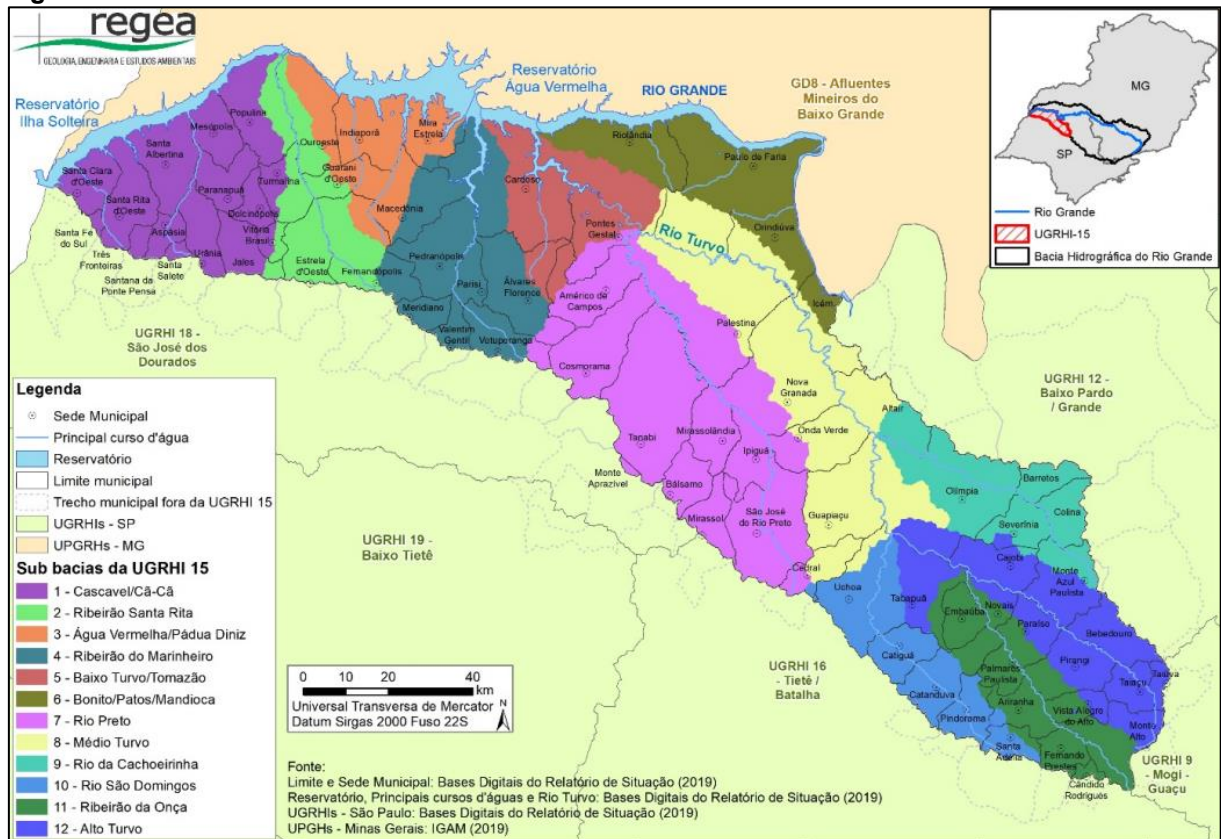 regea
GEOLOGIA, ENGENHARIA E ESTUDOS AMBIENTAIS
Reservatório
Ilha Solteira
Reservatório
Água Vermelha
RIO GRANDE
GD8 - Afluentes
Mineiros do
Baixo Grande
MG
SP
Rio Grande
UGRHI-15
Bacia Hidrográfica do Rio Grande
Populina
Mesópolis
Santa
Albertina
Santa Clara
d'Oeste
Santa Rita
d'Oeste
Paranapuã
Turmalina
Dolcinópolis
Vitória
Brasil
Aspásia
Urânia
Jales
Santa Fé
do Sul
Três
Fronteiras
Santana da
Ponte Pensa
Santa
Salete
Ouroeste
Guarani
d'Oeste
Indiaporã
Mira
Estrela
Macedônia
Estrela
d'Oeste
Fernandópolis
Pedranópolis
Parisi
Álvares
Florence
Meridiano
Valentim
Gentil
Votuporanga
Cardoso
Pontes
Gestal
Riolândia
Paulo de Faria
Orindiúva
Icém
Rio Turvo
Américo de
Campos
Palestina
Cosmorama
Nova
Granada
Tanabi
Mirassolândia
Ipiguá
Onda Verde
Altair
Monte
Aprazível
Bálsamo
Mirassol
São José
do Rio Preto
Guapiaçu
Cedral
Olímpia
Barretos
Colina
Severínia
Monte
Azul
Paulista
Cajobi
Uchoa
Tabapuã
Embaúba
Novais
Paraíso
Bebedouro
Catiguá
Palmares
Paulista
Pirangi
Taiaçu
Taiúva
Catanduva
Ariranha
Vista Alegre
do Alto
Monte
Alto
Pindorama
Santa
Adélia
Fernando
Prestes
Cândido
Rodrigues
UGRHI 18 -
São José dos
Dourados
UGRHI 12 -
Baixo Pardo
/ Grande
UGRHI 19 -
Baixo Tietê
UGRHI 16
- Tietê /
Batalha
UGRHI 9
- Mogi -
Guaçu
Legenda
Sede Municipal
Principal curso d'água
Reservatório
Limite municipal
Trecho municipal fora da UGRHI 15
UGRHIs - SP
UPGRHs - MG
Sub bacias da UGRHI 15
1 - Cascavel/Cã-Cã
2 - Ribeirão Santa Rita
3 - Água Vermelha/Pádua Diniz
4 - Ribeirão do Marinheiro
5 - Baixo Turvo/Tomazão
6 - Bonito/Patos/Mandioca
7 - Rio Preto
8 - Médio Turvo
9 - Rio da Cachoeirinha
10 - Rio São Domingos
11 - Ribeirão da Onça
12 - Alto Turvo
0 10 20 40
km
Universal Transversa de Mercator
Datum Sirgas 2000 Fuso 22S
N
Fonte:
Limite e Sede Municipal: Bases Digitais do Relatório de Situação (2019)
Reservatório, Principais cursos d'águas e Rio Turvo: Bases Digitais do Relatório de Situação (2019)
UGRHIs - São Paulo: Bases Digitais do Relatório de Situação (2019)
UPGHs - Minas Gerais: IGAM (2019)